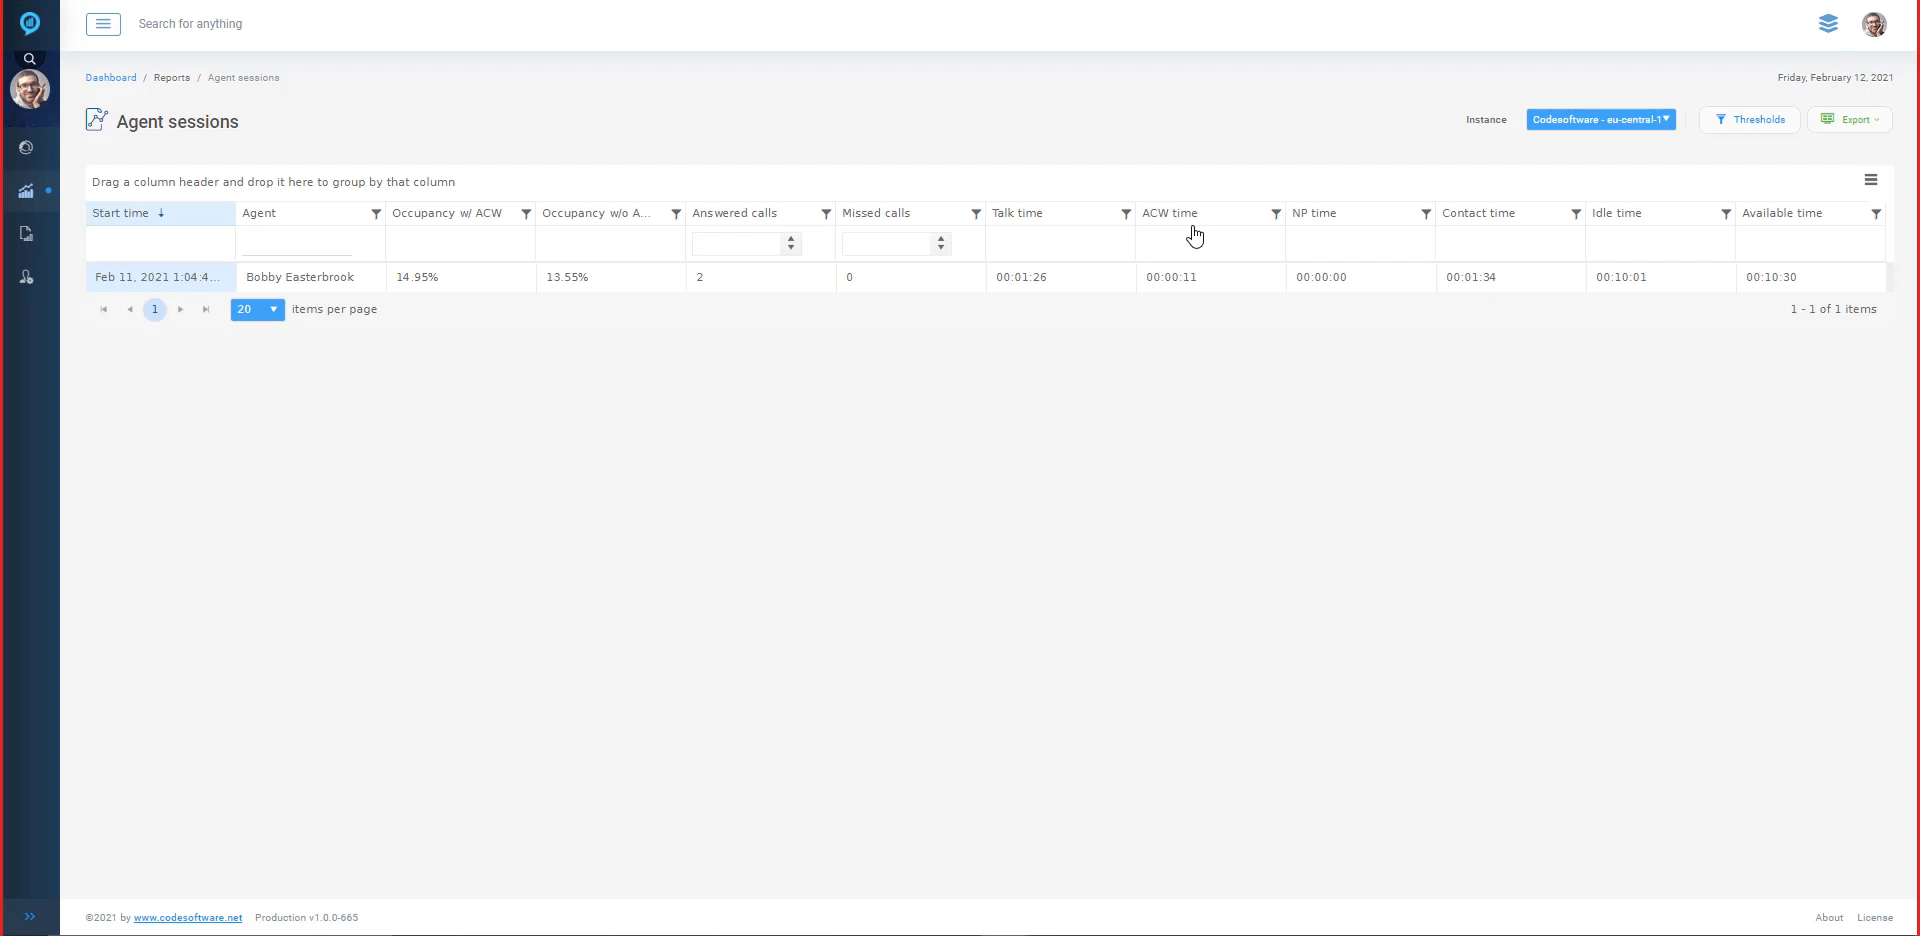 Search for anything
Dashboard / Reports / Agent sessions
Friday, February 12, 2021
Agent sessions
Instance
Codesoftware - eu-central-1
Thresholds
Export
Drag a column header and drop it here to group by that column
Start time Agent Occupancy w/ ACW Occupancy w/o A... Answered calls Missed calls Talk time ACW time NP time Contact time Idle time Available time
Feb 11, 2021 1:04:4... Bobby Easterbrook 14.95% 13.55% 2 0 00:01:26 00:00:11 00:00:00 00:01:34 00:10:01 00:10:30
1 20 items per page 1 - 1 of 1 items
©2021 by www.codesoftware.net Production v1.0.0-665 About License